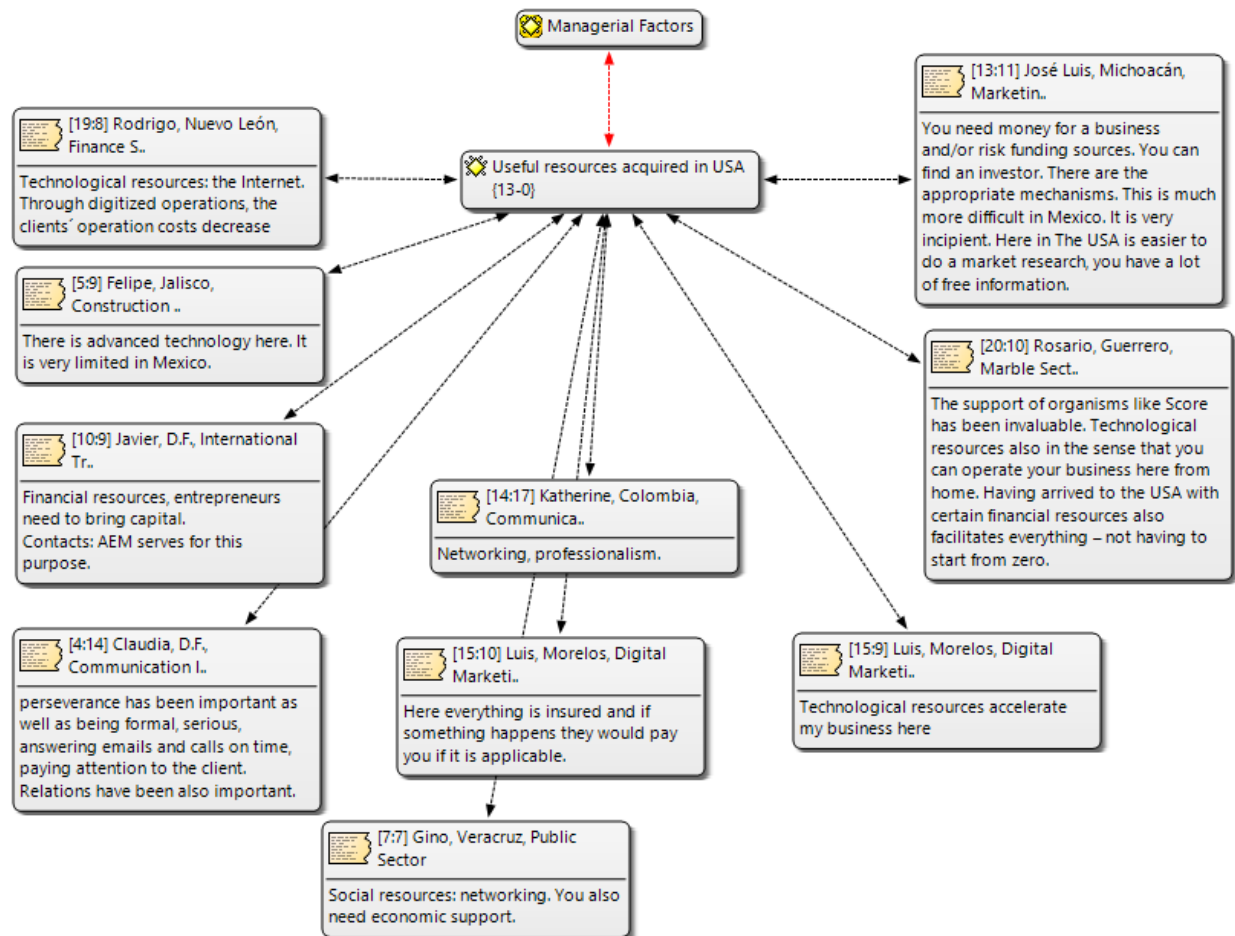 Managerial Factors
Useful resources acquired in USA
{13-0}
[19:8] Rodrigo, Nuevo León,
Finance S..
Technological resources: the Internet.
Through digitized operations, the
clients´ operation costs decrease
[13:11] José Luis, Michoacán,
Marketin..
You need money for a business
and/or risk funding sources. You can
find an investor. There are the
appropriate mechanisms. This is much
more difficult in Mexico. It is very
incipient. Here in The USA is easier to
do a market research, you have a lot
of free information.
[5:9] Felipe, Jalisco,
Construction ..
There is advanced technology here. It
is very limited in Mexico.
[20:10] Rosario, Guerrero,
Marble Sect..
The support of organisms like Score
has been invaluable. Technological
resources also in the sense that you
can operate your business here from
home. Having arrived to the USA with
certain financial resources also
facilitates everything – not having to
start from zero.
[10:9] Javier, D.F., International
Tr..
Financial resources, entrepreneurs
need to bring capital.
Contacts: AEM serves for this
purpose.
[14:17] Katherine, Colombia,
Communica..
Networking, professionalism.
[4:14] Claudia, D.F.,
Communication I..
perseverance has been important as
well as being formal, serious,
answering emails and calls on time,
paying attention to the client.
Relations have been also important.
[15:10] Luis, Morelos, Digital
Marketi..
Here everything is insured and if
something happens they would pay
you if it is applicable.
[15:9] Luis, Morelos, Digital
Marketi..
Technological resources accelerate
my business here
[7:7] Gino, Veracruz, Public
Sector
Social resources: networking. You also
need economic support.